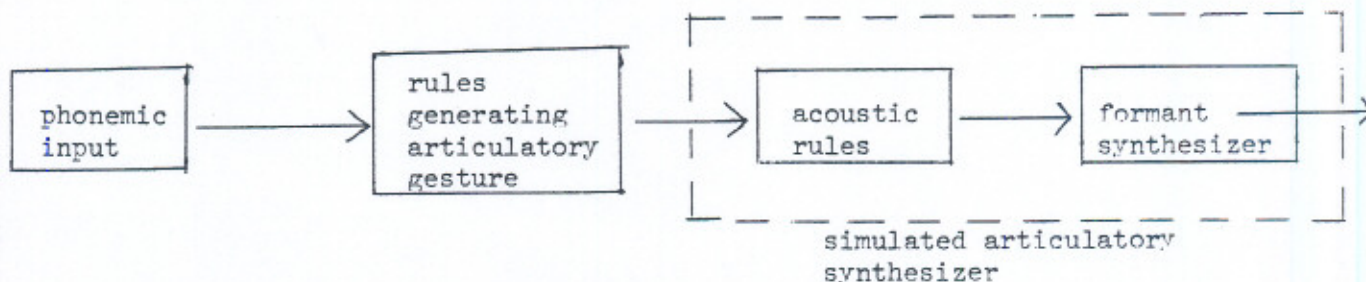 phonemic
input
rules
generating
articulatory
gesture
acoustic
rules
formant
synthesizer
simulated articulatory
synthesizer